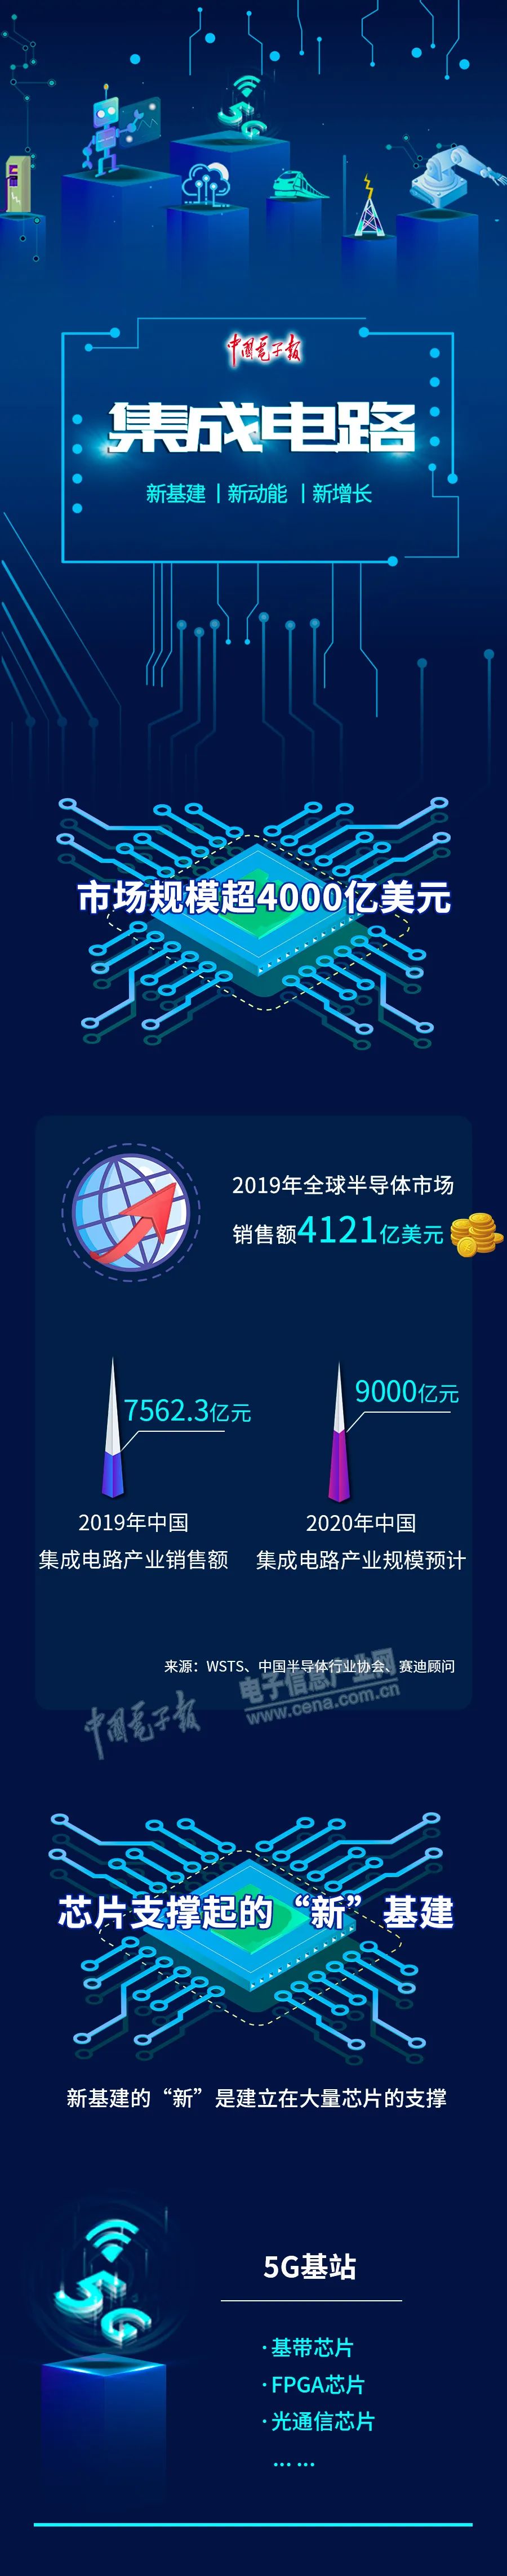 5G
中国電子報
集成电路
新基建 | 新动能 | 新增长
市场规模超4000亿美元
2019年全球半导体市场
销售额4121亿美元
7562.3亿元
9000亿元
2019年中国
集成电路产业销售额
2020年中国
集成电路产业规模预计
来源：WSTS、中国半导体行业协会、赛迪顾问
电子信息产业网
www.cena.com.cn
中国電子報
芯片支撑起的“新”基建
新基建的“新”是建立在大量芯片的支撑
5G
5G基站
·基带芯片
·FPGA芯片
·光通信芯片
... ...